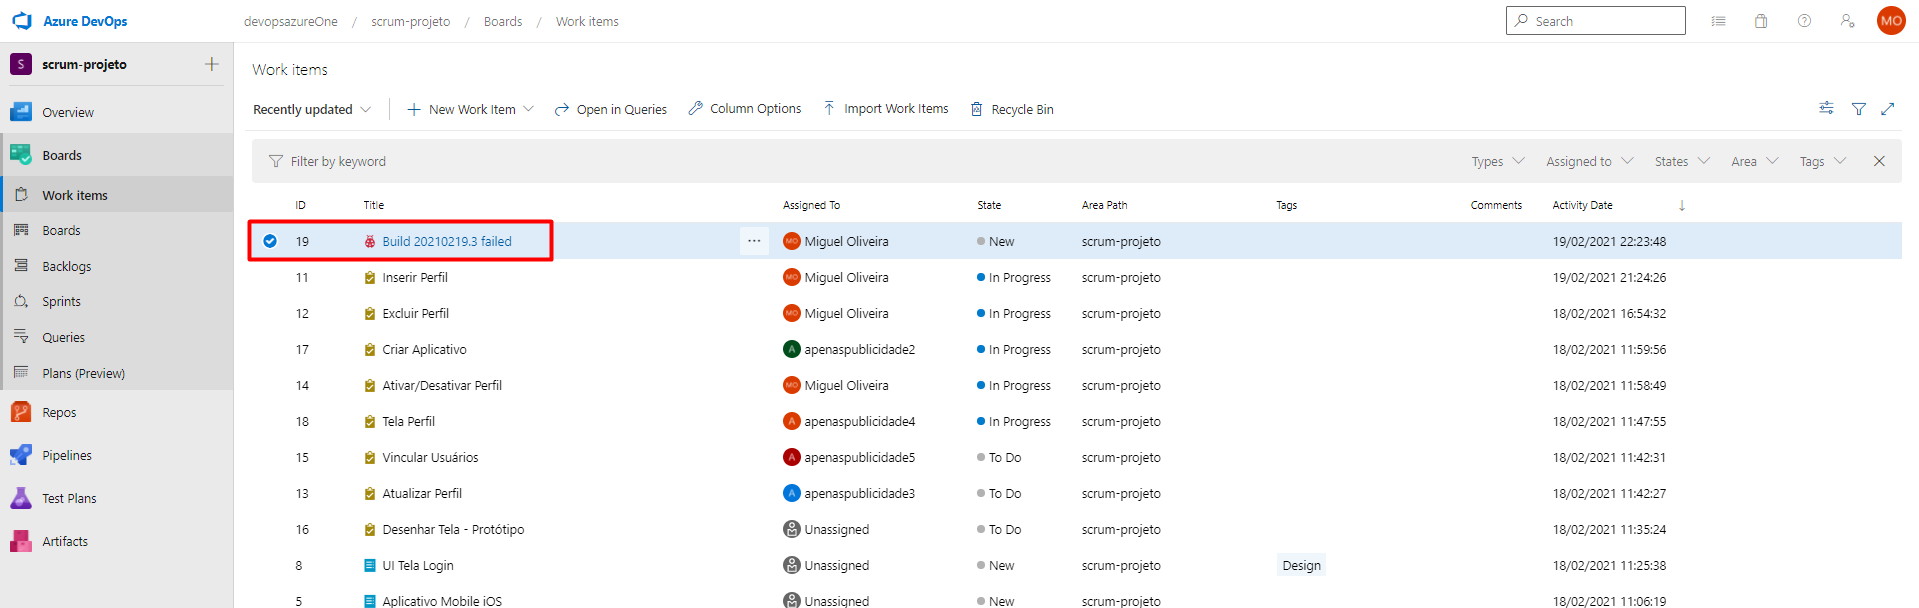 Azure DevOps
devopsazureOne / scrum-projeto / Boards / Work items
Search
MO
S scrum-projeto
Overview
Boards
Work items
Boards
Backlogs
Sprints
Queries
Plans (Preview)
Repos
Pipelines
Test Plans
Artifacts
Work items
Recently updated New Work Item Open in Queries Column Options Import Work Items Recycle Bin
Filter by keyword Types Assigned to States Area Tags
ID Title Assigned To State Area Path Tags Comments Activity Date
19 Build 20210219.3 failed ... MO Miguel Oliveira New scrum-projeto 19/02/2021 22:23:48
11 Inserir Perfil MO Miguel Oliveira In Progress scrum-projeto 19/02/2021 21:24:26
12 Excluir Perfil MO Miguel Oliveira In Progress scrum-projeto 18/02/2021 16:54:32
17 Criar Aplicativo A apenaspublicidade2 In Progress scrum-projeto 18/02/2021 11:59:56
14 Ativar/Desativar Perfil MO Miguel Oliveira In Progress scrum-projeto 18/02/2021 11:58:49
18 Tela Perfil A apenaspublicidade4 In Progress scrum-projeto 18/02/2021 11:47:55
15 Vincular Usuários A apenaspublicidade5 To Do scrum-projeto 18/02/2021 11:42:31
13 Atualizar Perfil A apenaspublicidade3 To Do scrum-projeto 18/02/2021 11:42:27
16 Desenhar Tela - Protótipo Unassigned To Do scrum-projeto 18/02/2021 11:35:24
8 UI Tela Login Unassigned New scrum-projeto Design 18/02/2021 11:25:38
5 Aplicativo Mobile iOS Unassigned New scrum-projeto 18/02/2021 11:06:19